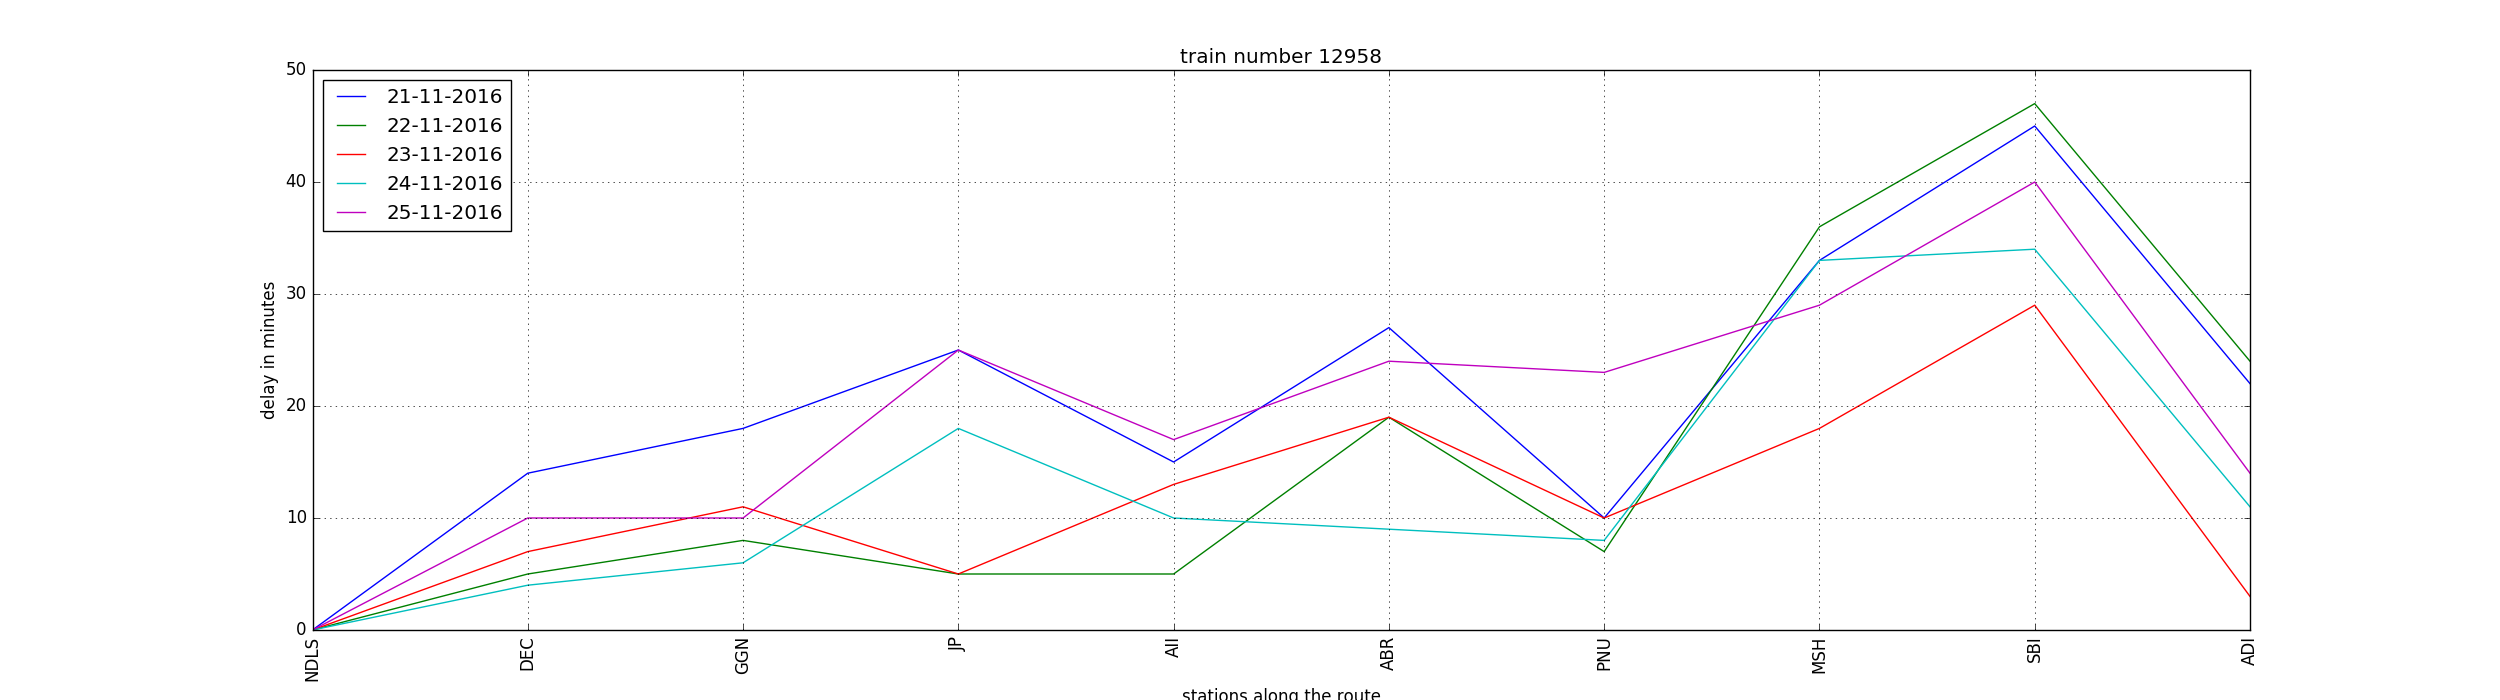 train number 12958
50
40
30
20
10
0
delay in minutes
21-11-2016
22-11-2016
23-11-2016
24-11-2016
25-11-2016
NDLS
DEC
GGN
JP
AII
ABR
PNU
MSH
SBI
ADI
stations along the route